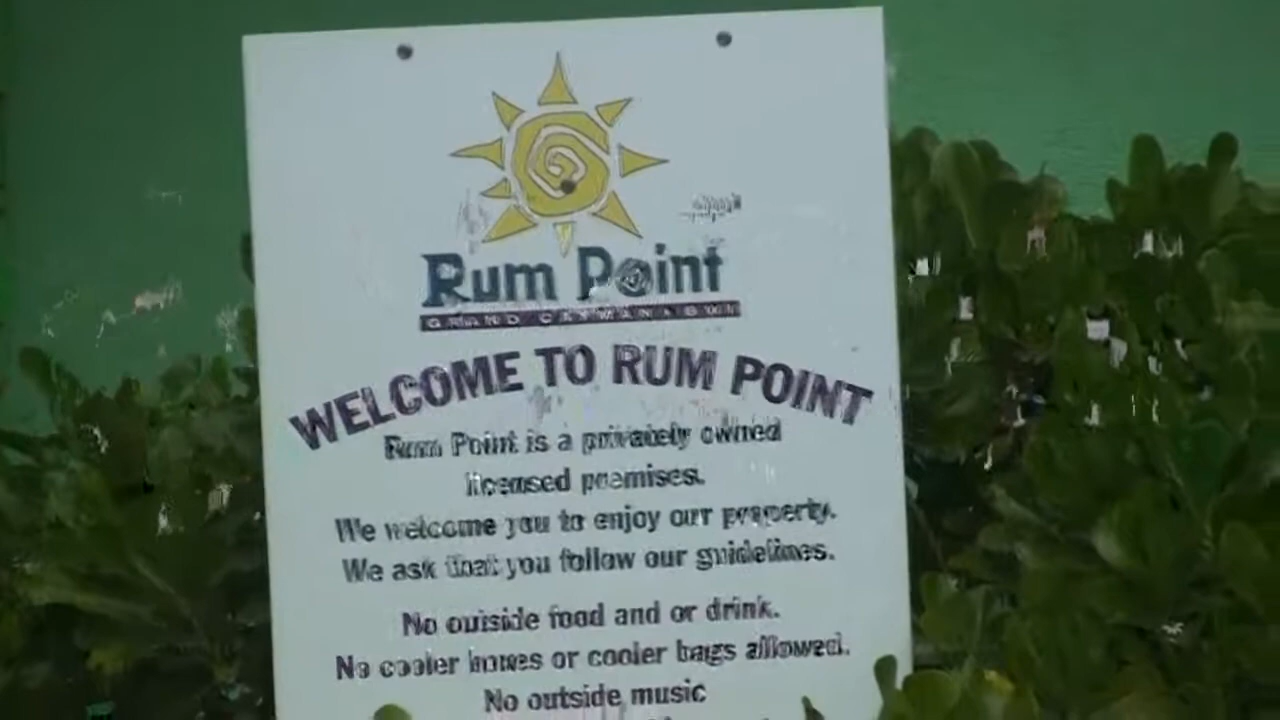 Rum Point
GRAND CAYMAN • BWI
WELCOME TO RUM POINT
Rum Point is a privately owned
licensed premises.
We welcome you to enjoy our property.
We ask that you follow our guidelines.
No outside food and or drink.
No cooler boxes or cooler bags allowed.
No outside music